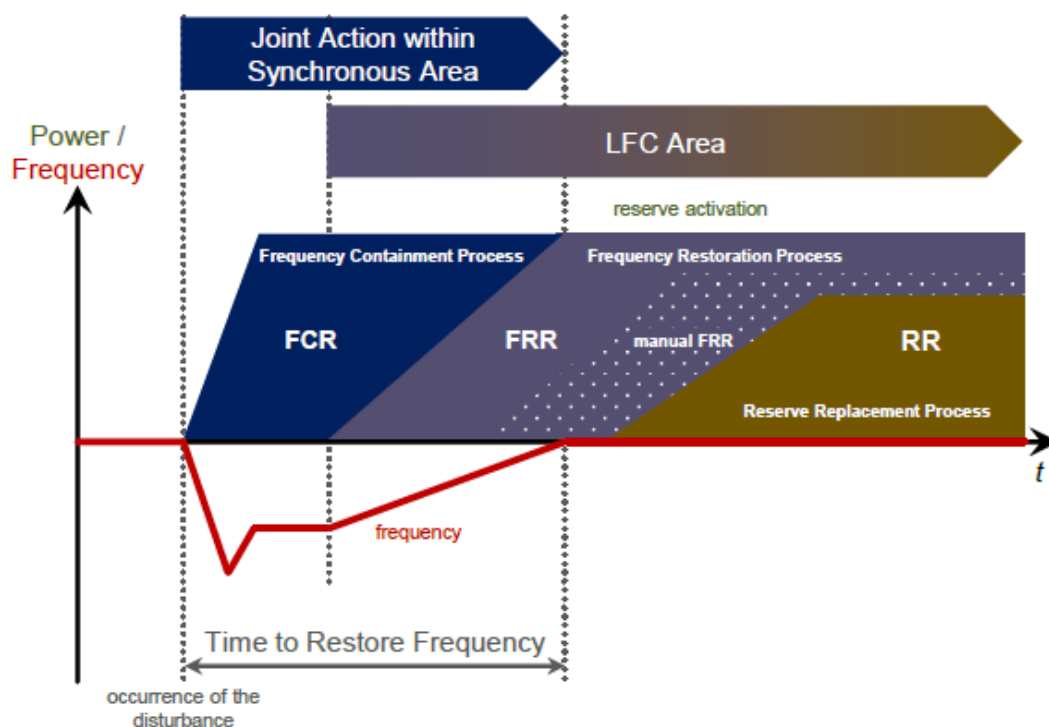 Joint Action within
Synchronous Area
LFC Area
Power /
Frequency
reserve activation
Frequency Containment Process
Frequency Restoration Process
FCR
FRR
manual FRR
RR
Reserve Replacement Process
t
frequency
Time to Restore Frequency
occurrence of the
disturbance